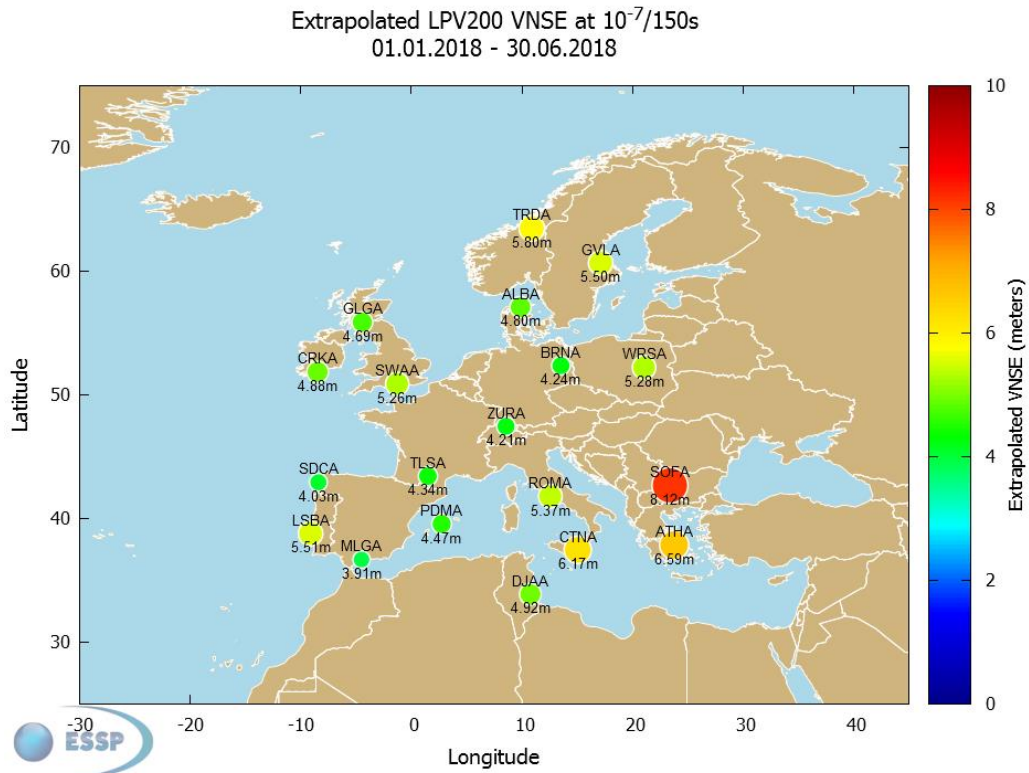 Extrapolated LPV200 VNSE at 10⁻⁷/150s
01.01.2018 - 30.06.2018
10
70
TRDA
5.80m
8
GVLA
5.50m
60
ALBA
4.80m
GLGA
4.69m
6
CRKA
4.88m
SWAA
5.26m
BRNA
4.24m
WRSA
5.28m
50
ZURA
4.21m
4
SDCA
4.03m
TLSA
4.34m
ROMA
5.37m
SOFA
8.12m
40
LSBA
5.51m
PDMA
4.47m
CTNA
6.17m
ATHA
6.59m
MLGA
3.91m
2
DJAA
4.92m
30
0
Latitude
Extrapolated VNSE (meters)
-30
-20
-10
0
10
20
30
40
Longitude
ESSP